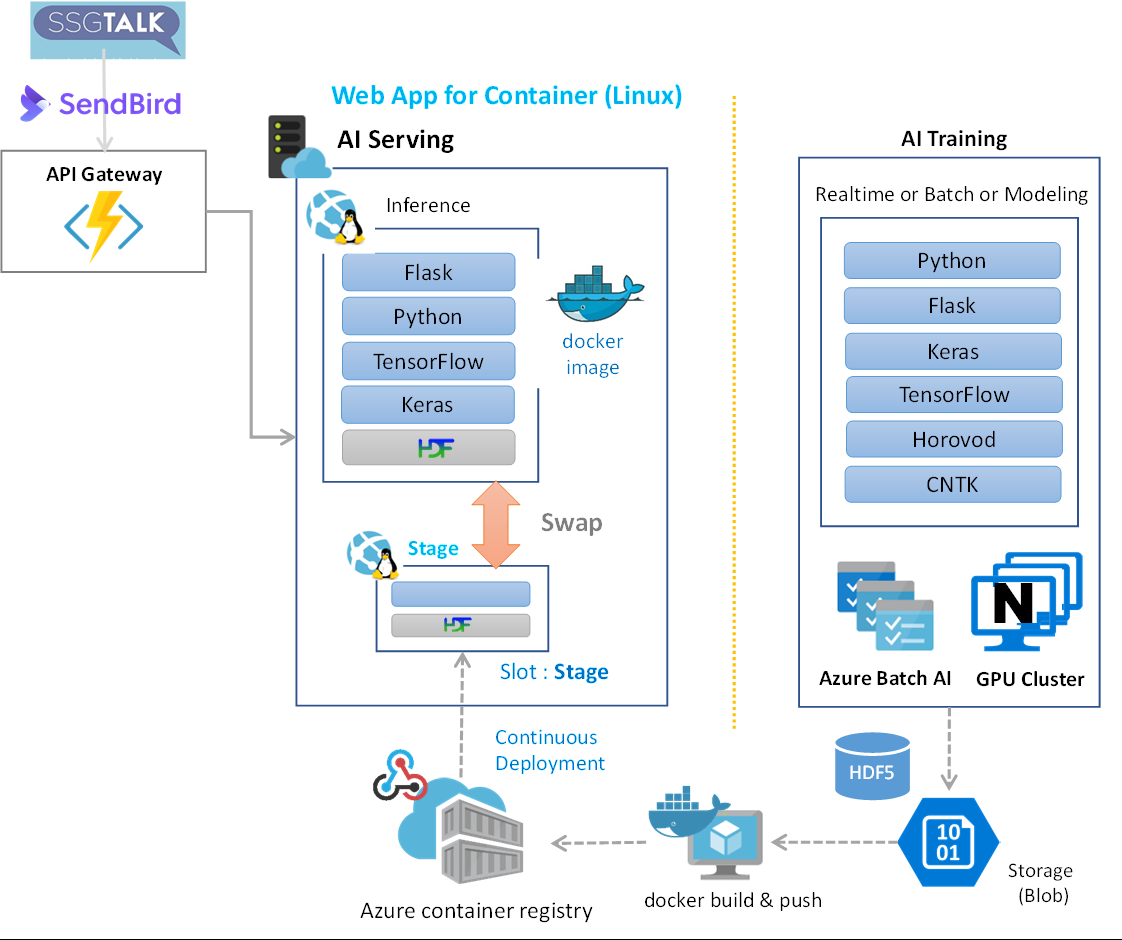 SSGTALK
SendBird
API Gateway
Web App for Container (Linux)
AI Serving
Inference
Flask
Python
TensorFlow
Keras
HDF
docker
image
Swap
Stage
HDF
Slot : Stage
Continuous
Deployment
Azure container registry
docker build & push
AI Training
Realtime or Batch or Modeling
Python
Flask
Keras
TensorFlow
Horovod
CNTK
N
Azure Batch AI
GPU Cluster
HDF5
10
01
Storage
(Blob)